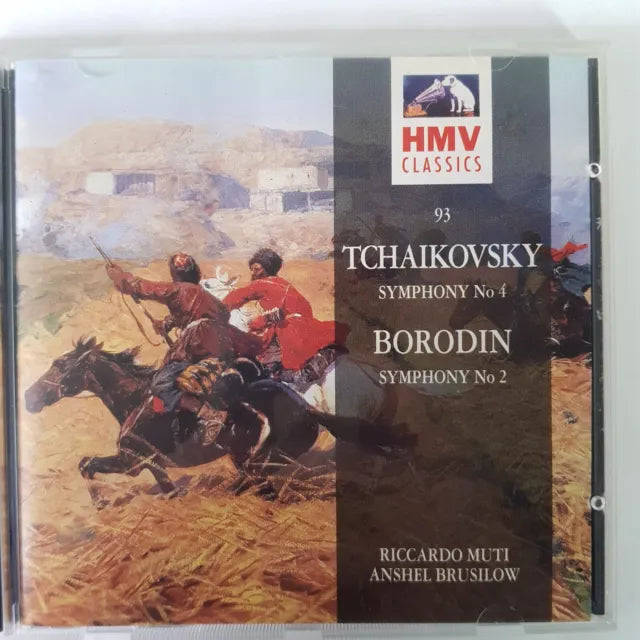 HMV
CLASSICS
93
TCHAIKOVSKY
SYMPHONY No 4
BORODIN
SYMPHONY No 2
RICCARDO MUTI
ANSHEL BRUSILOW